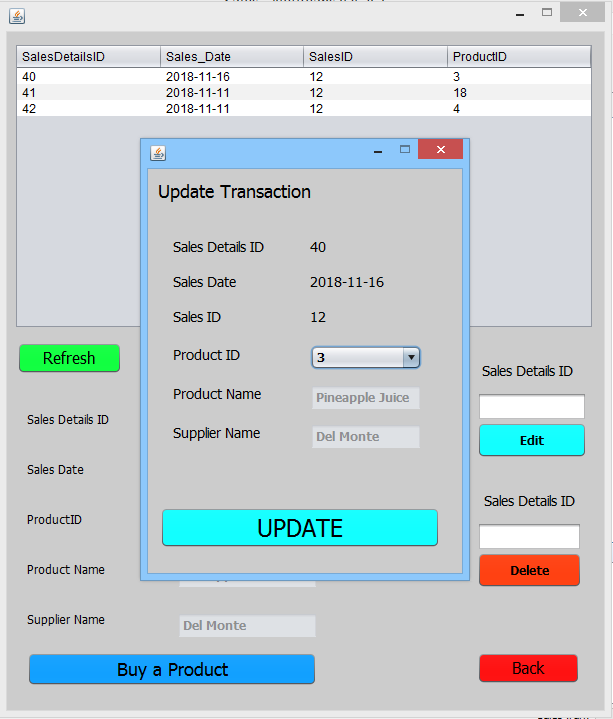 SalesDetailsID Sales_Date SalesID ProductID
40 2018-11-16 12 3
41 2018-11-11 12 18
42 2018-11-11 12 4
Update Transaction
Sales Details ID 40
Sales Date 2018-11-16
Sales ID 12
Product ID 3
Product Name Pineapple Juice
Supplier Name Del Monte
UPDATE
Refresh
Sales Details ID
Sales Date
ProductID
Product Name
Supplier Name Del Monte
Buy a Product
Sales Details ID
Edit
Sales Details ID
Delete
Back